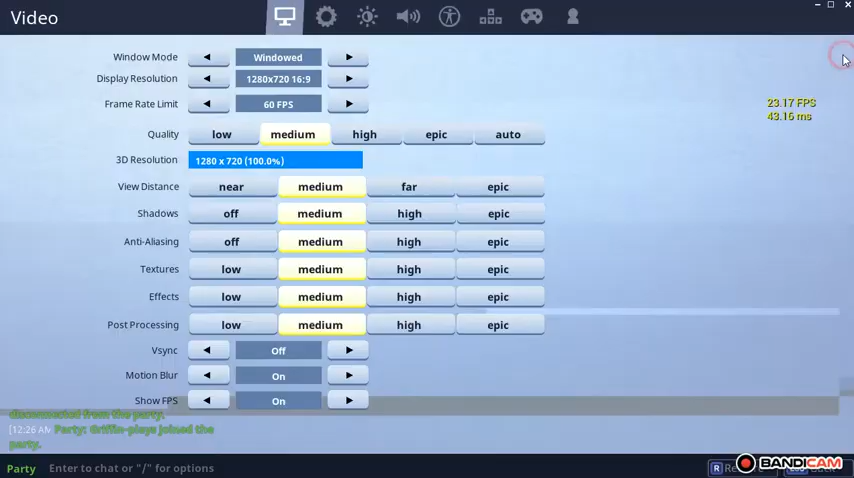 Video
Window Mode Windowed
Display Resolution 1280x720 16:9
Frame Rate Limit 60 FPS
23.17 FPS
43.16 ms
Quality low medium high epic auto
3D Resolution 1280 x 720 (100.0%)
View Distance near medium far epic
Shadows off medium high epic
Anti-Aliasing off medium high epic
Textures low medium high epic
Effects low medium high epic
Post Processing low medium high epic
Vsync Off
Motion Blur On
Show FPS On
disconnected from the party.
[12:26 AM Party: Griffin-plays joined the
party.
Party Enter to chat or "/" for options
R
BANDICAM